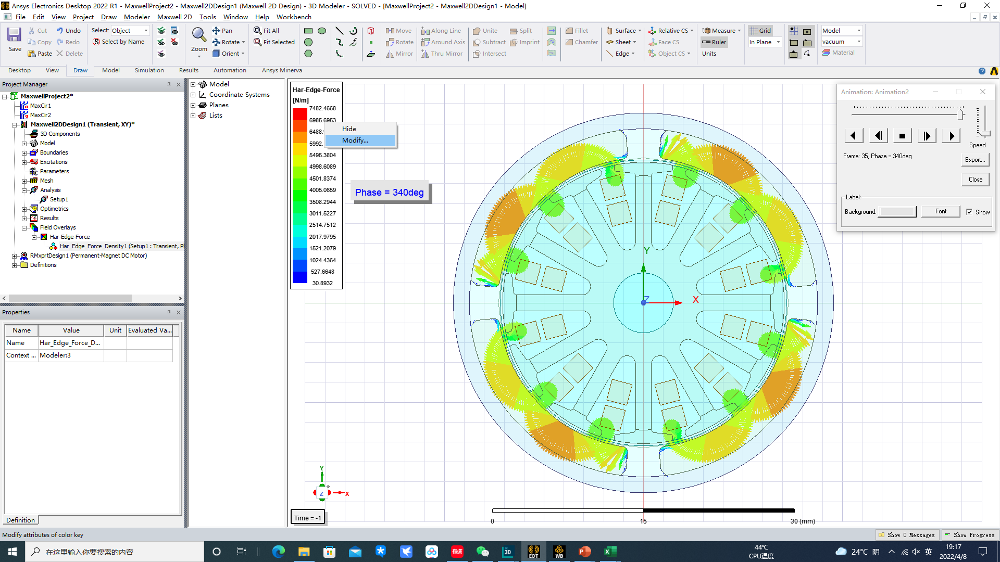 Ansys Electronics Desktop 2022 R1 - MaxwellProject2 - Maxwell2DDesign1 (Maxwell 2D Design) - 3D Modeler - SOLVED - [MaxwellProject2 - Maxwell2DDesign1 - Model]
File Edit View Project Draw Modeler Maxwell 2D Tools Window Help Workbench
Save
Cut
Copy
Paste
Undo
Redo
Delete
Select: Object
Select by Name
Zoom
Pan
Rotate
Orient
Fit All
Fit Selected
Move
Rotate
Mirror
Along Line
Around Axis
Thru Mirror
Unite
Subtract
Intersect
Split
Imprint
Fillet
Chamfer
Surface
Sheet
Edge
Relative CS
Face CS
Object CS
Measure
Ruler
Units
Grid
In Plane
Model
vacuum
Material
Desktop View Draw Model Simulation Results Automation Ansys Minerva
Project Manager
MaxwellProject2*
MaxCir1
MaxCir2
Maxwell2DDesign1 (Transient, XY)*
3D Components
Model
Boundaries
Excitations
Parameters
Mesh
Analysis
Setup1
Optimetrics
Results
Field Overlays
Har-Edge-Force
Har_Edge_Force_Density1 (Setup1 : Transient, Pl
RMxprtDesign1 (Permanent-Magnet DC Motor)
Definitions
Properties
Name Value Unit Evaluated Va...
Name Har_Edge_Force_D...
Context ... Modeler:3
Definition
Model
Coordinate Systems
Planes
Lists
Har-Edge-Force
[N/m]
7482.4668
6985.6953
6488.
5992.
5495.3804
4998.6089
4501.8374
4005.0659
3508.2944
3011.5227
2514.7512
2017.9795
1521.2079
1024.4364
527.6648
30.8932
Hide
Modify...
Phase = 340deg
Y
Z
X
Y
Z
X
Time = -1
0 15 30 (mm)
Animation: Animation2
Speed
Frame: 35, Phase = 340deg
Export...
Close
Label:
Background:
Font
Show
Modify attributes of color key
Show 0 Messages
Show Progress
在这里输入你要搜索的内容
有道
3D
EDT
WB
44℃
CPU温度
24°C 阴
英
19:17
2022/4/8